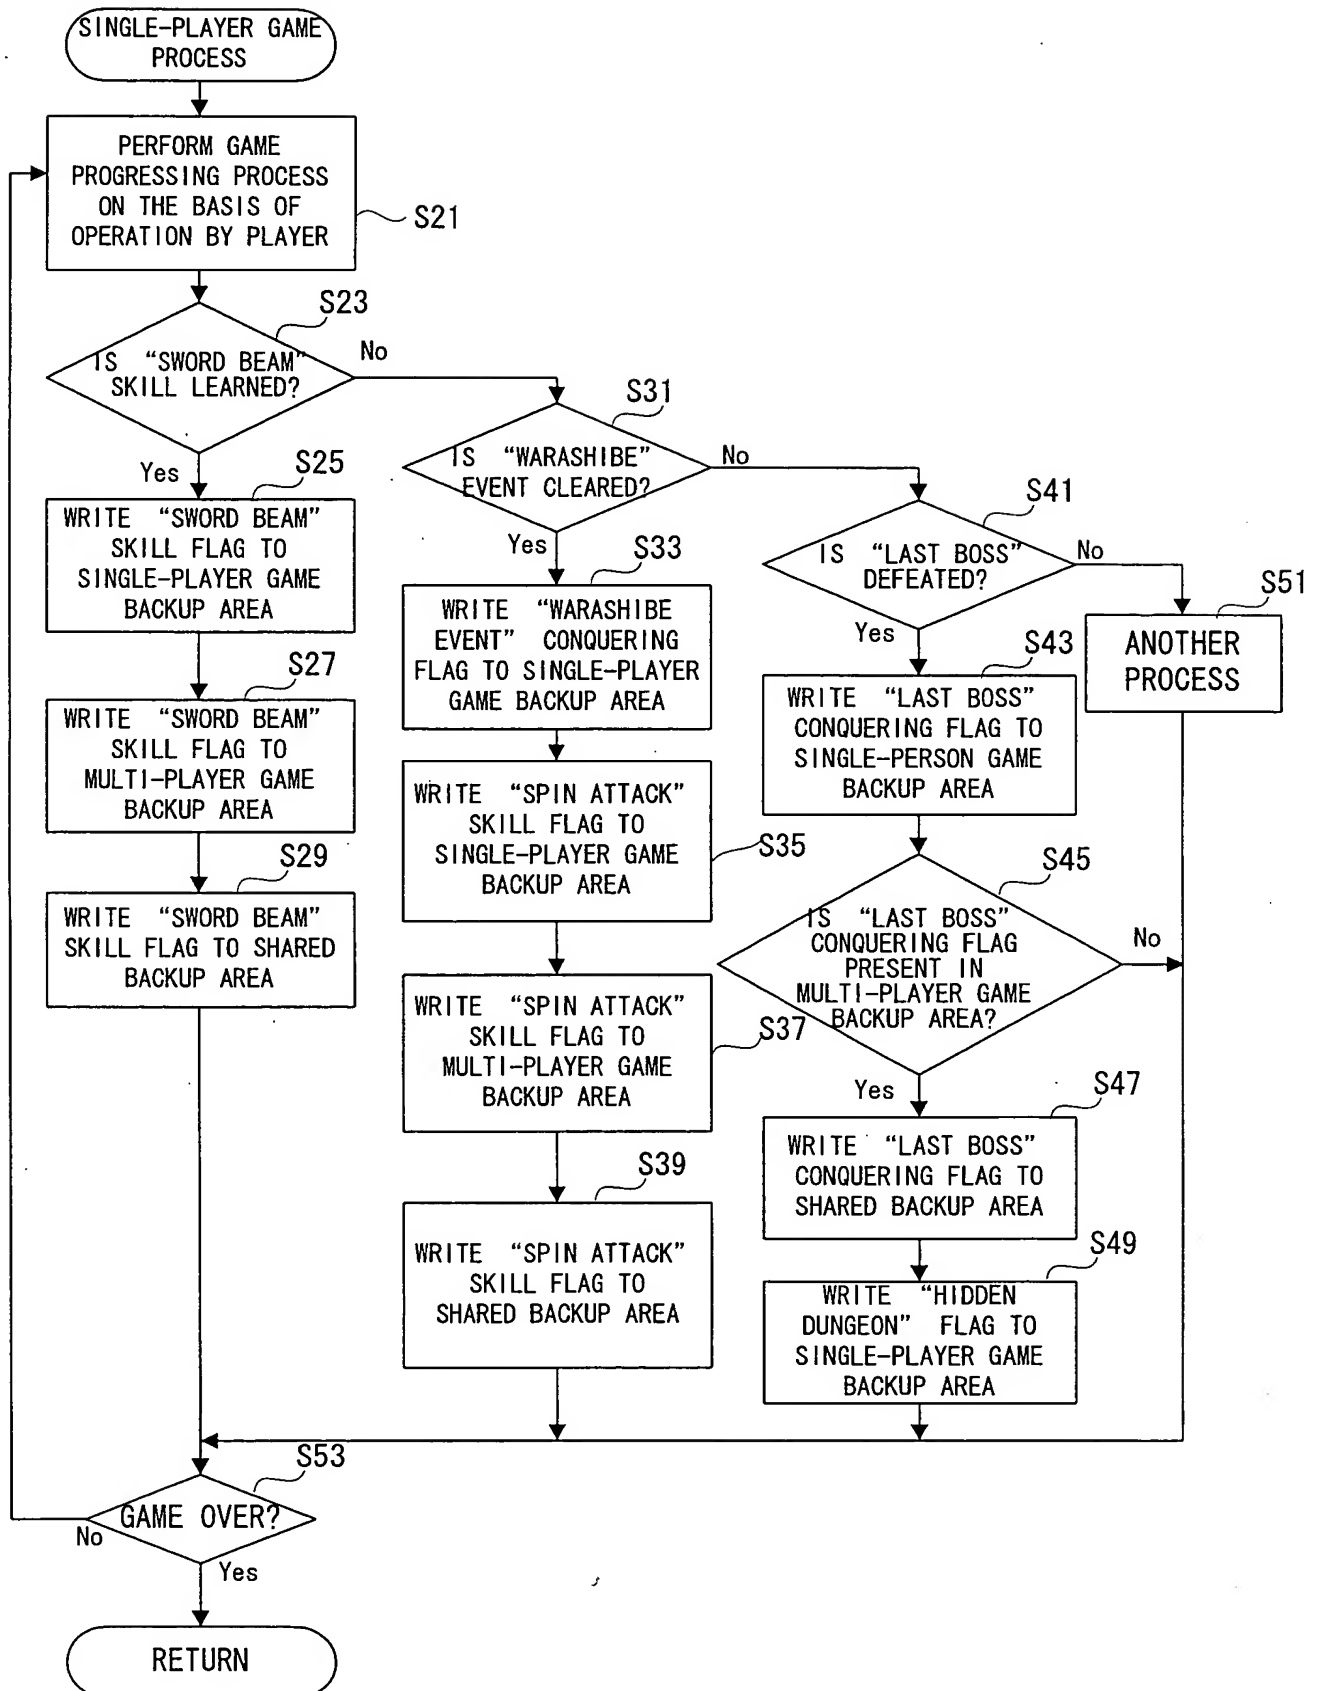 SINGLE-PLAYER GAME
PROCESS
PERFORM GAME
PROGRESSING PROCESS
ON THE BASIS OF
OPERATION BY PLAYER
S21
S23
IS “SWORD BEAM”
SKILL LEARNED?
No
Yes
S25
WRITE “SWORD BEAM”
SKILL FLAG TO
SINGLE-PLAYER GAME
BACKUP AREA
S27
WRITE “SWORD BEAM”
SKILL FLAG TO
MULTI-PLAYER GAME
BACKUP AREA
S29
WRITE “SWORD BEAM”
SKILL FLAG TO SHARED
BACKUP AREA
S31
IS “WARASHIBE”
EVENT CLEARED?
No
Yes
S33
WRITE “WARASHIBE
EVENT” CONQUERING
FLAG TO SINGLE-PLAYER
GAME BACKUP AREA
WRITE “SPIN ATTACK”
SKILL FLAG TO
SINGLE-PLAYER GAME
BACKUP AREA
S35
WRITE “SPIN ATTACK”
SKILL FLAG TO
MULTI-PLAYER GAME
BACKUP AREA
S37
S39
WRITE “SPIN ATTACK”
SKILL FLAG TO
SHARED BACKUP AREA
S41
IS “LAST BOSS”
DEFEATED?
No
Yes
S43
WRITE “LAST BOSS”
CONQUERING FLAG TO
SINGLE-PERSON GAME
BACKUP AREA
S45
IS “LAST BOSS”
CONQUERING FLAG
PRESENT IN
MULTI-PLAYER GAME
BACKUP AREA?
No
Yes
S47
WRITE “LAST BOSS”
CONQUERING FLAG TO
SHARED BACKUP AREA
S49
WRITE “HIDDEN
DUNGEON” FLAG TO
SINGLE-PLAYER GAME
BACKUP AREA
S51
ANOTHER
PROCESS
S53
GAME OVER?
No
Yes
RETURN